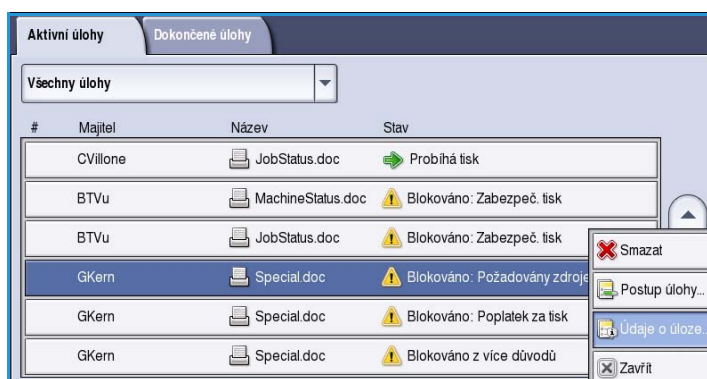 Aktivní úlohy Dokončené úlohy
Všechny úlohy
# Majitel Název Stav
CVillone JobStatus.doc Probíhá tisk
BTVu MachineStatus.doc Blokováno: Zabezpeč. tisk
BTVu JobStatus.doc Blokováno: Zabezpeč. tisk
Smazat
GKern Special.doc Blokováno: Požadovány zdroje
Postup úlohy...
GKern Special.doc Blokováno: Poplatek za tisk
Údaje o úloze...
GKern Special.doc Blokováno z více důvodů
Zavřít